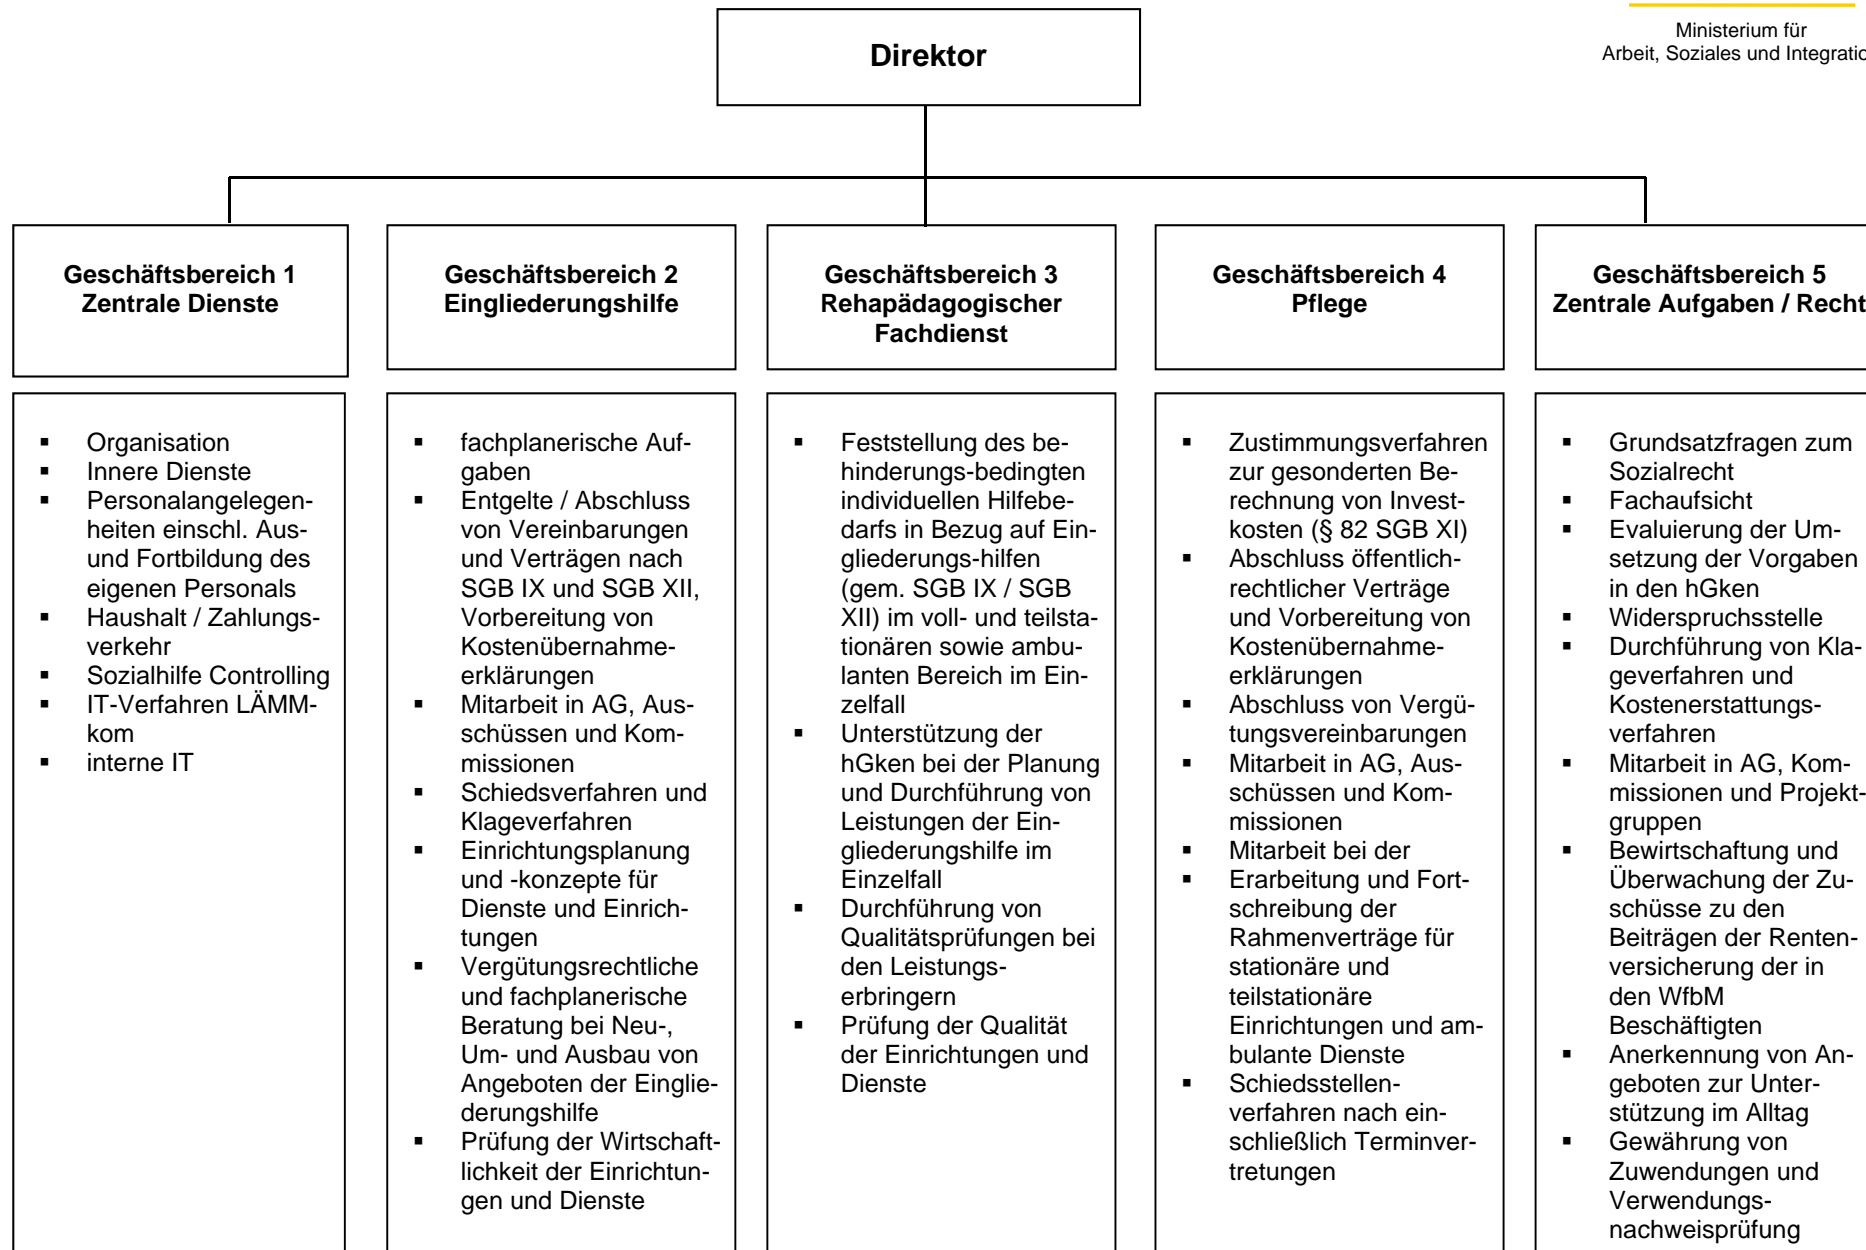 Ministerium für
Arbeit, Soziales und Integratio
Direktor
Geschäftsbereich 1
Zentrale Dienste
Geschäftsbereich 2
Eingliederungshilfe
Geschäftsbereich 3
Rehapädagogischer
Fachdienst
Geschäftsbereich 4
Pflege
Geschäftsbereich 5
Zentrale Aufgaben / Recht
▪ Organisation
▪ Innere Dienste
▪ Personalangelegen-
heiten einschl. Aus-
und Fortbildung des
eigenen Personals
▪ Haushalt / Zahlungs-
verkehr
▪ Sozialhilfe Controlling
▪ IT-Verfahren LÄMM-
kom
▪ interne IT
▪ fachplanerische Auf-
gaben
▪ Entgelte / Abschluss
von Vereinbarungen
und Verträgen nach
SGB IX und SGB XII,
Vorbereitung von
Kostenübernahme-
erklärungen
▪ Mitarbeit in AG, Aus-
schüssen und Kom-
missionen
▪ Schiedsverfahren und
Klageverfahren
▪ Einrichtungsplanung
und -konzepte für
Dienste und Einrich-
tungen
▪ Vergütungsrechtliche
und fachplanerische
Beratung bei Neu-,
Um- und Ausbau von
Angeboten der Einglie-
derungshilfe
▪ Prüfung der Wirtschaft-
lichkeit der Einrichtun-
gen und Dienste
▪ Feststellung des be-
hinderungs-bedingten
individuellen Hilfebe-
darfs in Bezug auf Ein-
gliederungs-hilfen
(gem. SGB IX / SGB
XII) im voll- und teilsta-
tionären sowie ambu-
lanten Bereich im Ein-
zelfall
▪ Unterstützung der
hGken bei der Planung
und Durchführung von
Leistungen der Ein-
gliederungshilfe im
Einzelfall
▪ Durchführung von
Qualitätsprüfungen bei
den Leistungs-
erbringern
▪ Prüfung der Qualität
der Einrichtungen und
Dienste
▪ Zustimmungsverfahren
zur gesonderten Be-
rechnung von Invest-
kosten (§ 82 SGB XI)
▪ Abschluss öffentlich-
rechtlicher Verträge
und Vorbereitung von
Kostenübernahme-
erklärungen
▪ Abschluss von Vergü-
tungsvereinbarungen
▪ Mitarbeit in AG, Aus-
schüssen und Kom-
missionen
▪ Mitarbeit bei der
▪ Erarbeitung und Fort-
schreibung der
Rahmenverträge für
stationäre und
teilstationäre
Einrichtungen und am-
bulante Dienste
▪ Schiedsstellen-
verfahren nach ein-
schließlich Terminver-
tretungen
▪ Grundsatzfragen zum
Sozialrecht
▪ Fachaufsicht
▪ Evaluierung der Um-
setzung der Vorgaben
in den hGken
▪ Widerspruchsstelle
▪ Durchführung von Kla-
geverfahren und
Kostenerstattungs-
verfahren
▪ Mitarbeit in AG, Kom-
missionen und Projekt-
gruppen
▪ Bewirtschaftung und
Überwachung der Zu-
schüsse zu den
Beiträgen der Renten-
versicherung der in
den WfbM
Beschäftigten
▪ Anerkennung von An-
geboten zur Unter-
stützung im Alltag
▪ Gewährung von
Zuwendungen und
Verwendungs-
nachweisprüfung